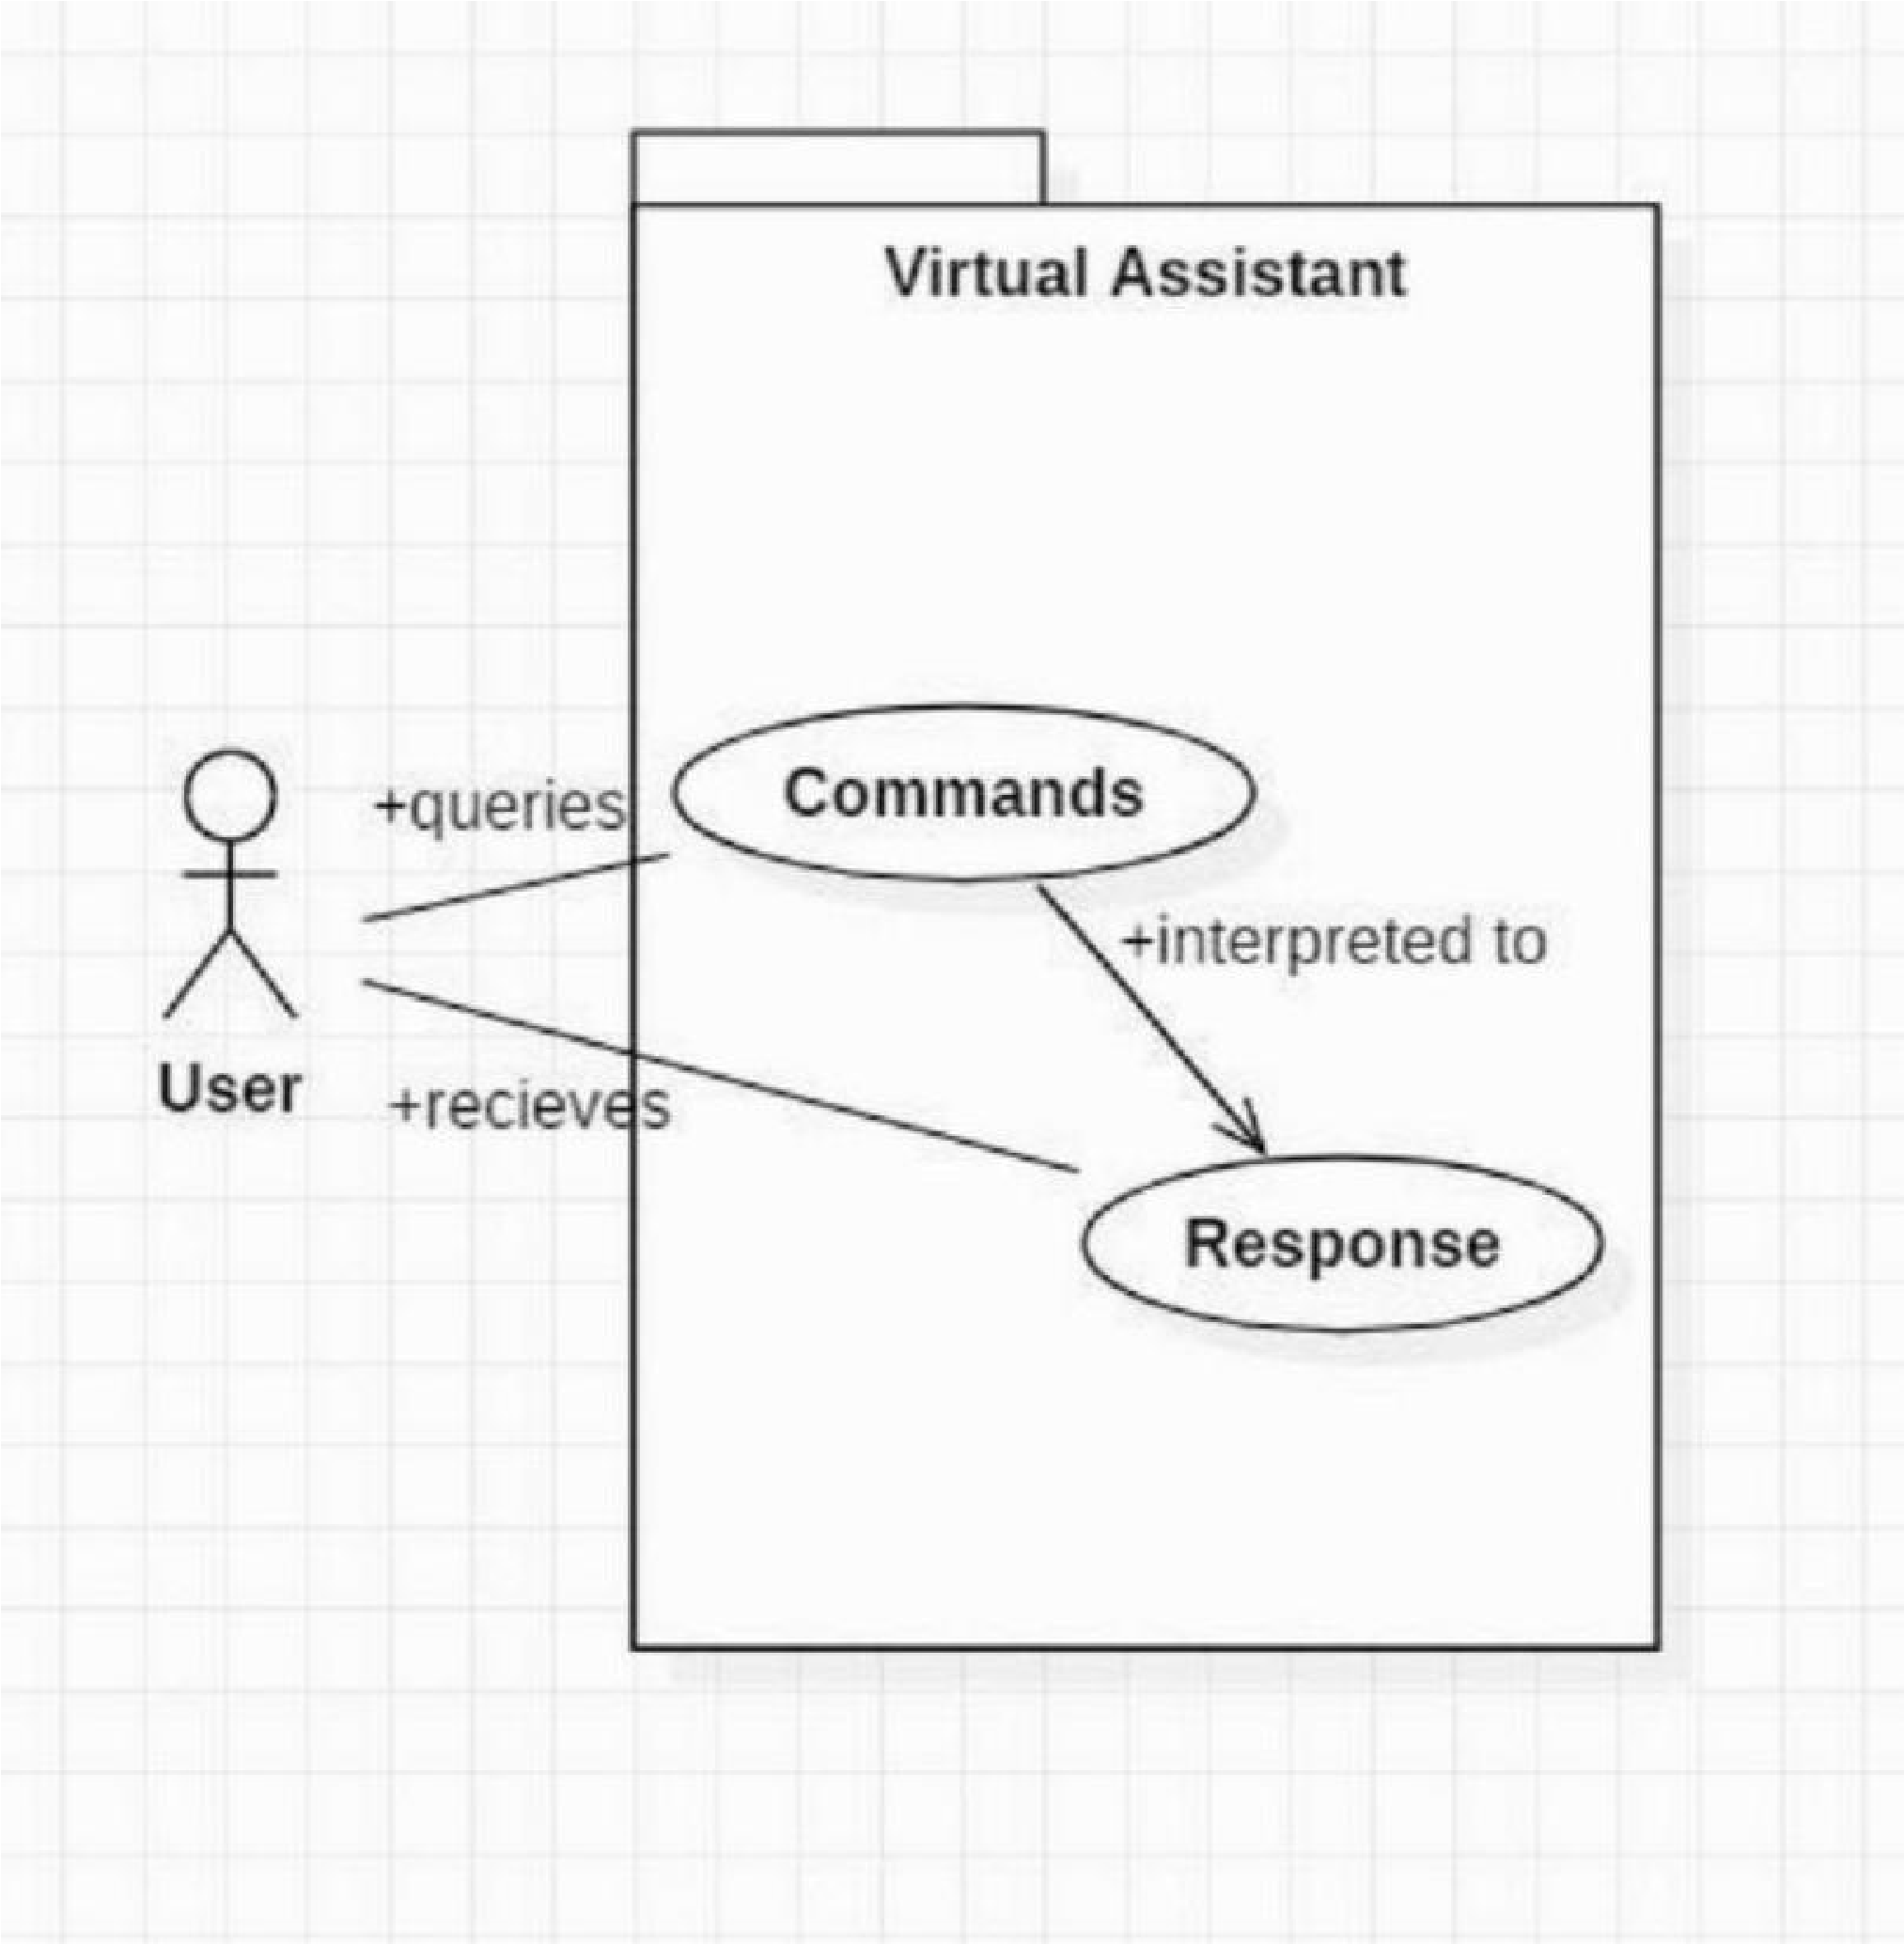 Virtual Assistant
+queries
Commands
+interpreted to
User
+recieves
Response